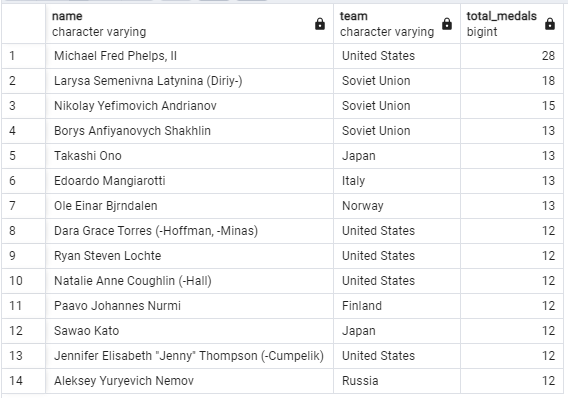 name team total_medals
character varying character varying bigint
1 Michael Fred Phelps, II United States 28
2 Larysa Semenivna Latynina (Diriy-) Soviet Union 18
3 Nikolay Yefimovich Andrianov Soviet Union 15
4 Borys Anfiyanovych Shakhlin Soviet Union 13
5 Takashi Ono Japan 13
6 Edoardo Mangiarotti Italy 13
7 Ole Einar Bjrndalen Norway 13
8 Dara Grace Torres (-Hoffman, -Minas) United States 12
9 Ryan Steven Lochte United States 12
10 Natalie Anne Coughlin (-Hall) United States 12
11 Paavo Johannes Nurmi Finland 12
12 Sawao Kato Japan 12
13 Jennifer Elisabeth "Jenny" Thompson (-Cumpelik) United States 12
14 Aleksey Yuryevich Nemov Russia 12